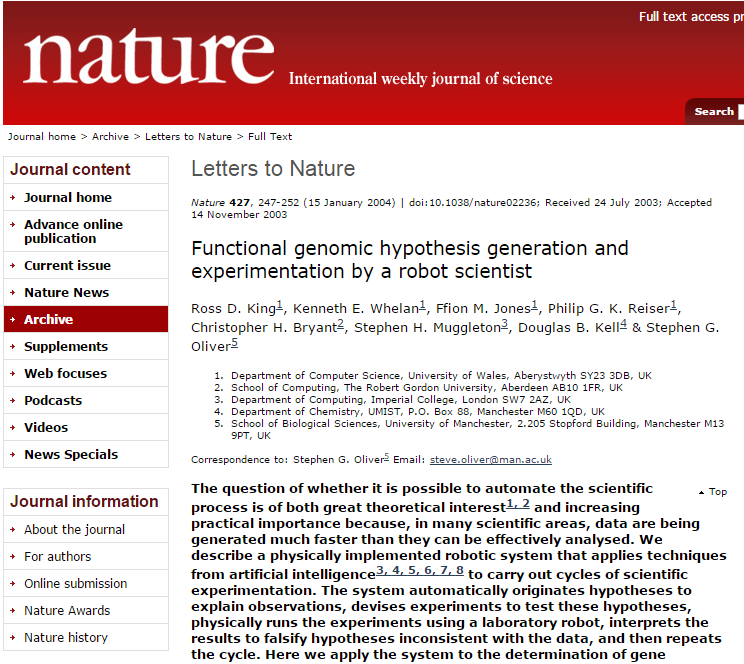 Full text access pr
nature
International weekly journal of science
Search
Journal home > Archive > Letters to Nature > Full Text
Journal content
Journal home
Advance online
publication
Current issue
Nature News
Archive
Supplements
Web focuses
Podcasts
Videos
News Specials
Journal information
About the journal
For authors
Online submission
Nature Awards
Nature history
Letters to Nature
Nature 427, 247-252 (15 January 2004) | doi:10.1038/nature02236; Received 24 July 2003; Accepted
14 November 2003
Functional genomic hypothesis generation and
experimentation by a robot scientist
Ross D. King1, Kenneth E. Whelan1, Ffion M. Jones1, Philip G. K. Reiser1,
Christopher H. Bryant2, Stephen H. Muggleton3, Douglas B. Kell4 & Stephen G.
Oliver5
1. Department of Computer Science, University of Wales, Aberystwyth SY23 3DB, UK
2. School of Computing, The Robert Gordon University, Aberdeen AB10 1FR, UK
3. Department of Computing, Imperial College, London SW7 2AZ, UK
4. Department of Chemistry, UMIST, P.O. Box 88, Manchester M60 1QD, UK
5. School of Biological Sciences, University of Manchester, 2.205 Stopford Building, Manchester M13
9PT, UK
Correspondence to: Stephen G. Oliver5 Email: steve.oliver@man.ac.uk
Top
The question of whether it is possible to automate the scientific
process is of both great theoretical interest1, 2 and increasing
practical importance because, in many scientific areas, data are being
generated much faster than they can be effectively analysed. We
describe a physically implemented robotic system that applies techniques
from artificial intelligence3, 4, 5, 6, 7, 8 to carry out cycles of scientific
experimentation. The system automatically originates hypotheses to
explain observations, devises experiments to test these hypotheses,
physically runs the experiments using a laboratory robot, interprets the
results to falsify hypotheses inconsistent with the data, and then repeats
the cycle. Here we apply the system to the determination of gene